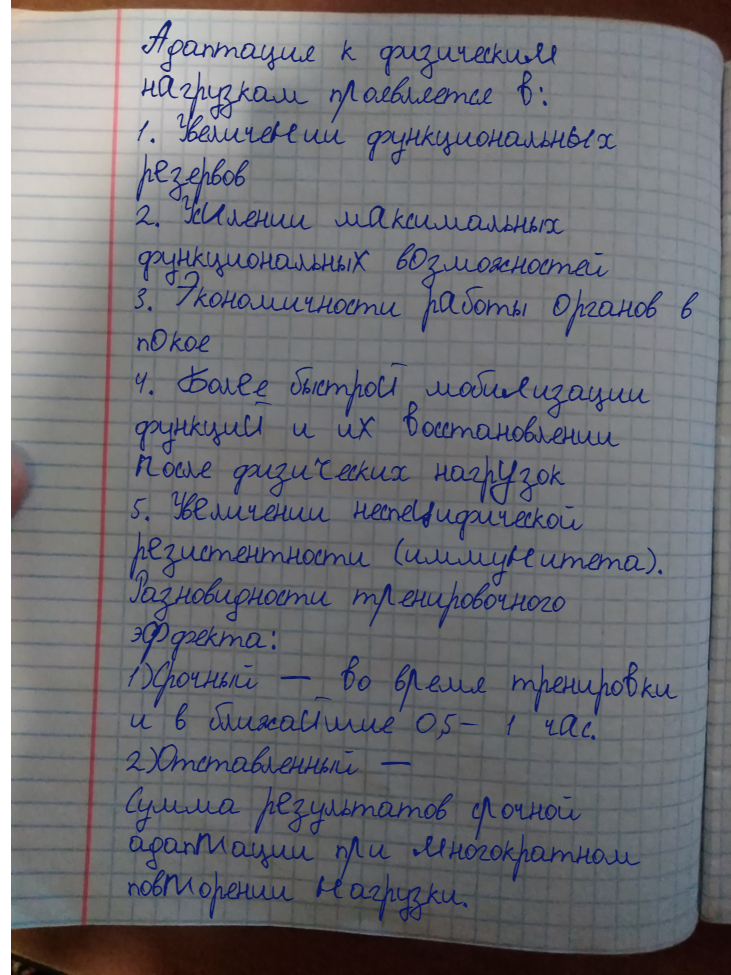 Адаптация к физическим
нагрузкам проявляется в:
1. Увеличении функциональных
резервов
2. Усилении максимальных
функциональных возможностей
3. Экономичности работы органов в
покое
4. Более быстрой мобилизации
функций и их восстановлении
после физических нагрузок
5. Увеличении неспецифической
резистентности (иммунитета).
Разновидности тренировочного
эффекта:
1) Срочный — во время тренировки
и в ближайшие 0,5 – 1 час.
2) Отставленный —
Сумма результатов срочной
адаптации при многократном
повторении нагрузки.